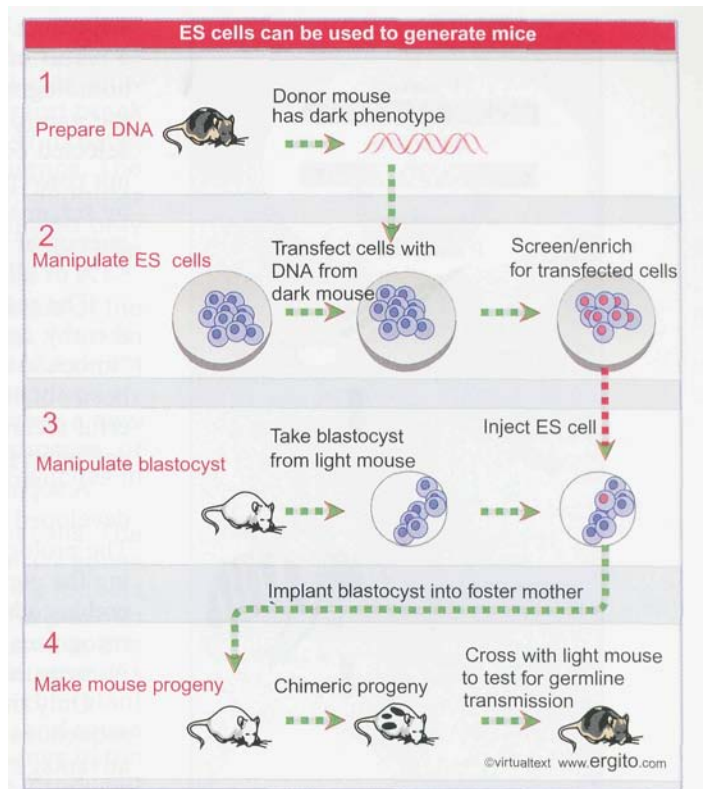 ES cells can be used to generate mice
1
Prepare DNA
Donor mouse
has dark phenotype
2
Manipulate ES cells
Transfect cells with
DNA from
dark mouse
Screen/enrich
for transfected cells
3
Manipulate blastocyst
Take blastocyst
from light mouse
Inject ES cell
Implant blastocyst into foster mother
4
Make mouse progeny
Chimeric progeny
Cross with light mouse
to test for germline
transmission
©virtualtext www.ergito.com